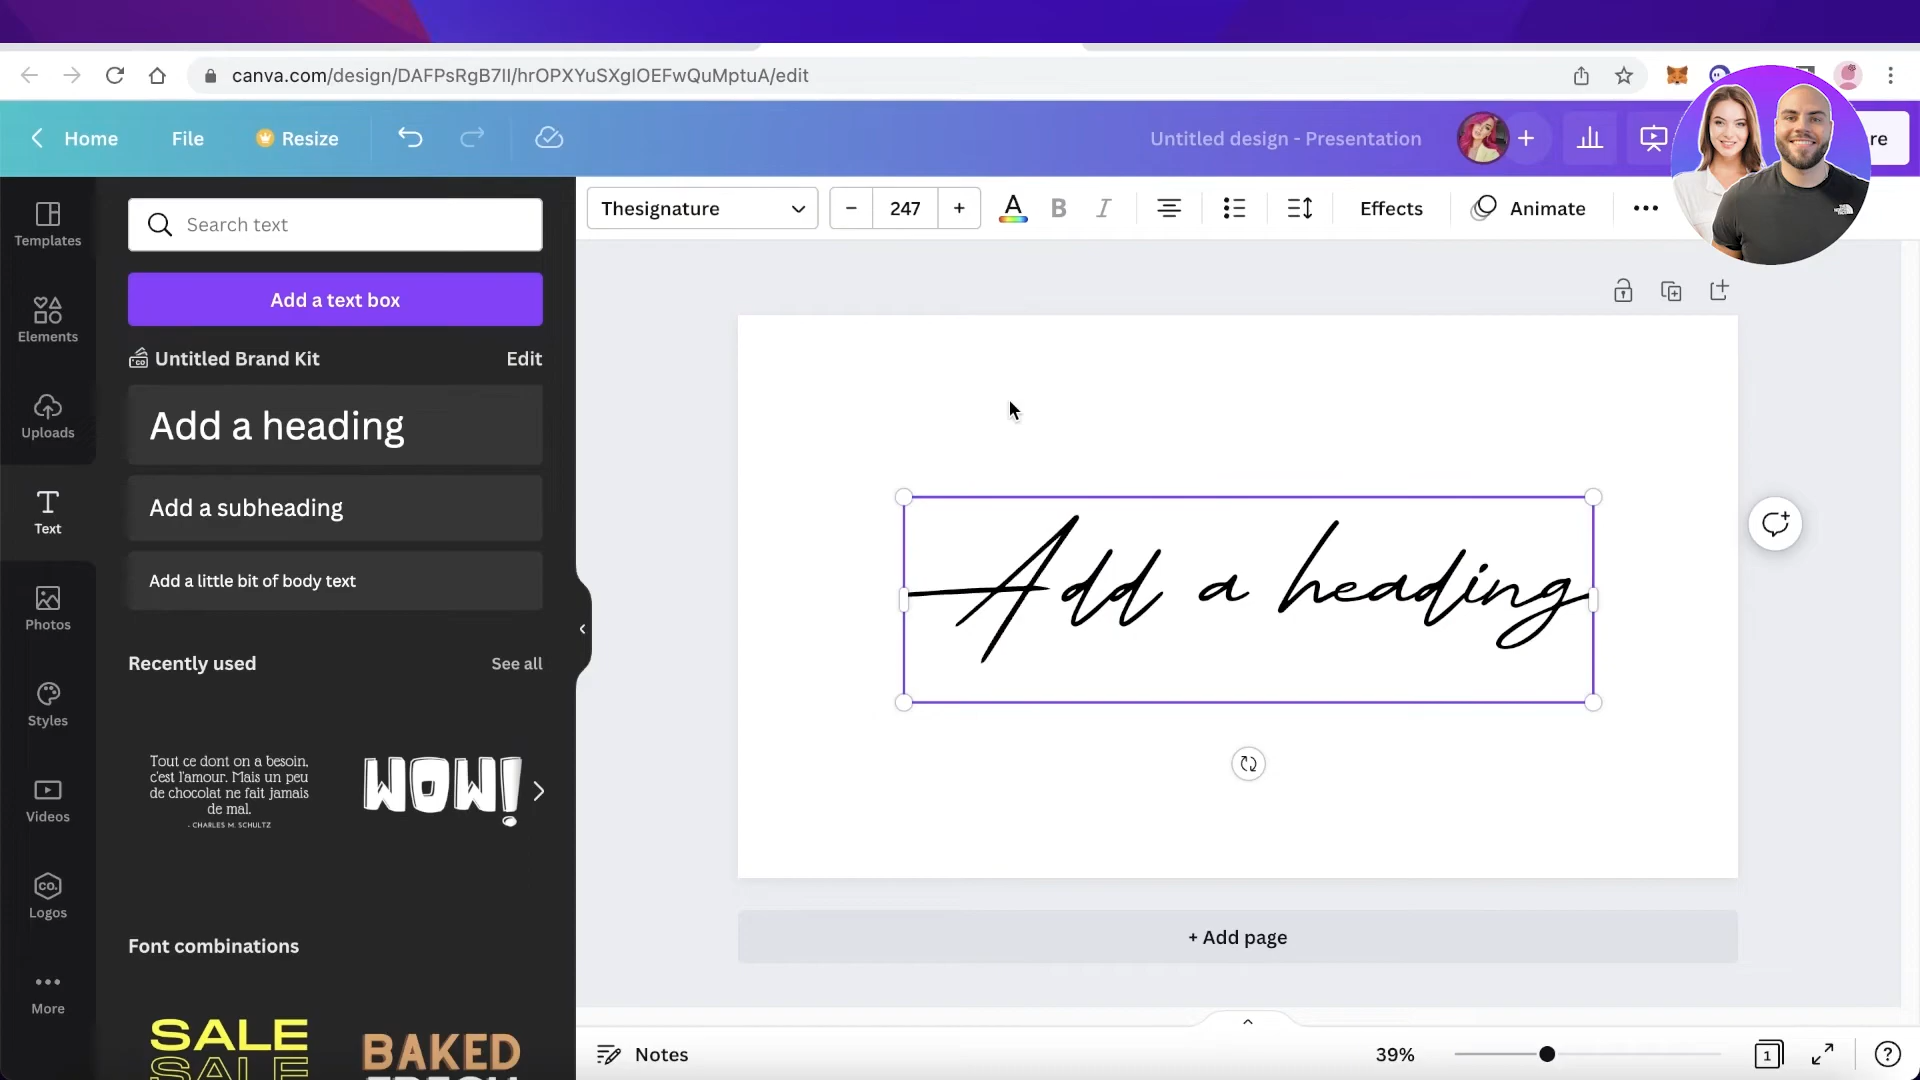 canva.com/design/DAFPsRgB7lI/hrOPXYuSXgIOEFwQuMptuA/edit
Home
File
Resize
Untitled design - Presentation
re
Templates
Elements
Uploads
Text
Photos
Styles
Videos
CO.
Logos
More
Search text
Add a text box
Untitled Brand Kit
Edit
Add a heading
Add a subheading
Add a little bit of body text
Recently used
See all
Tout ce dont on a besoin,
c'est l'amour. Mais un peu
de chocolat ne fait jamais
de mal.
- CHARLES M. SCHULTZ
WOW!
Font combinations
SALE
SALE
BAKED
FRESH
Thesignature
− 247 +
A
B
I
Effects
Animate
Add a heading
+ Add page
Notes
39%
1
?